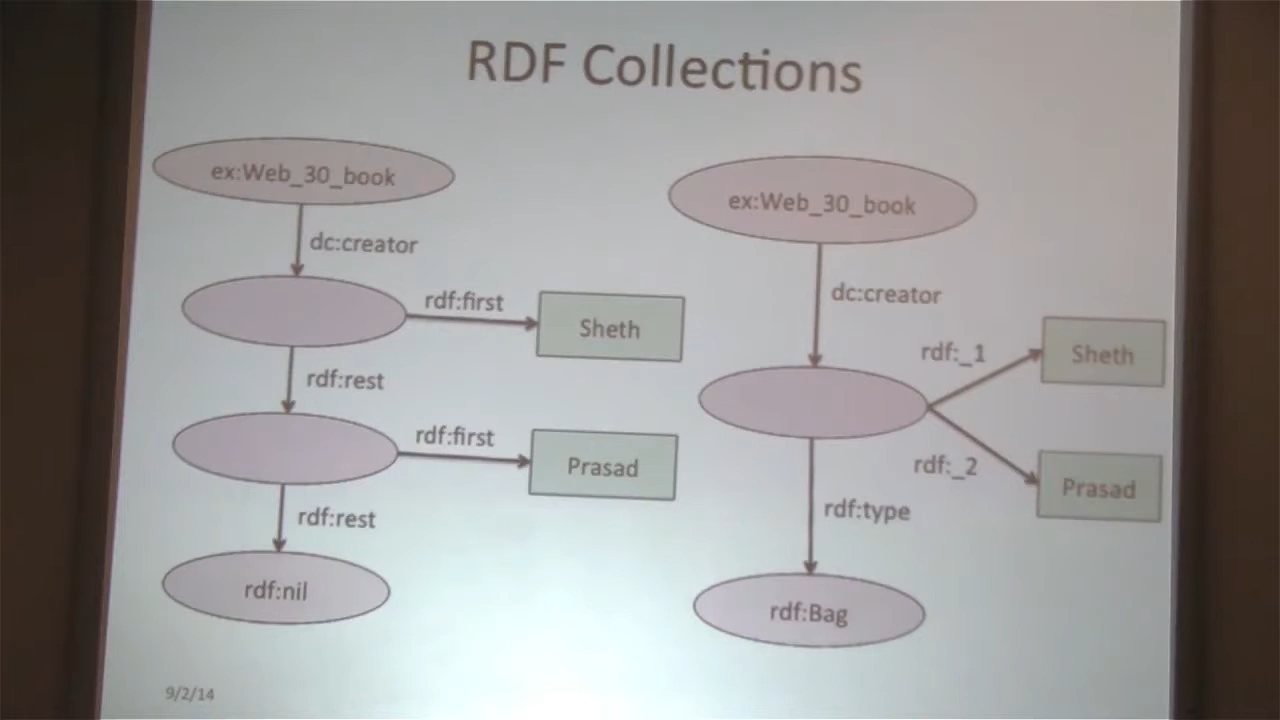 RDF Collections
ex:Web_30_book
dc:creator
rdf:first
Sheth
rdf:rest
rdf:first
Prasad
rdf:rest
rdf:nil
ex:Web_30_book
dc:creator
rdf:_1
Sheth
rdf:_2
Prasad
rdf:type
rdf:Bag
9/2/14